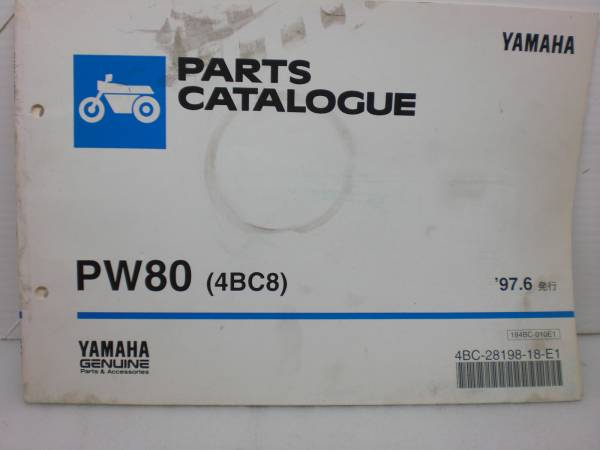 YAMAHA
PARTS
CATALOGUE
PW80 (4BC8)
'97.6 発行
194BC-010E1
YAMAHA
GENUINE
Parts & Accessories
4BC-28198-18-E1